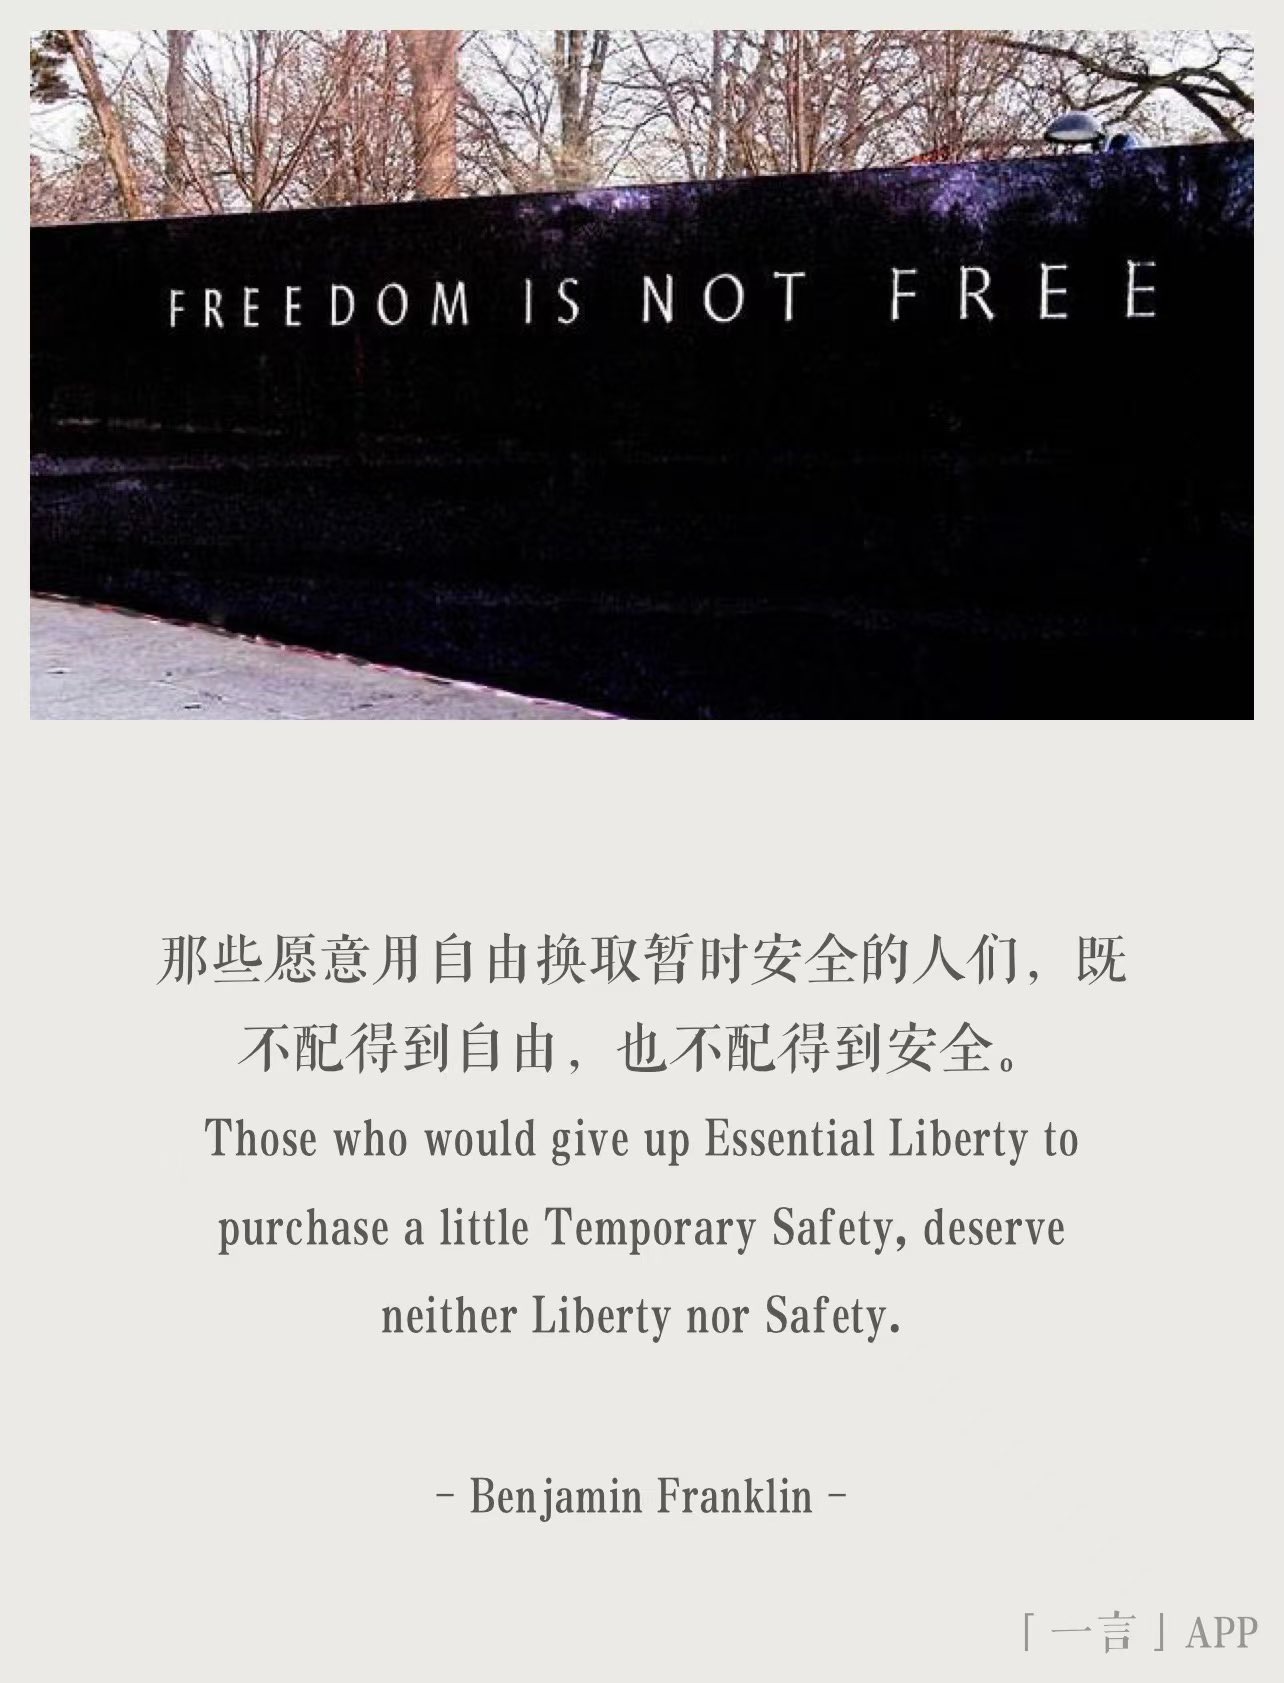 FREEDOM IS NOT FREE
那些愿意用自由换取暂时安全的人们，既
不配得到自由，也不配得到安全。
Those who would give up Essential Liberty to
purchase a little Temporary Safety, deserve
neither Liberty nor Safety.
- Benjamin Franklin -
「一言」APP